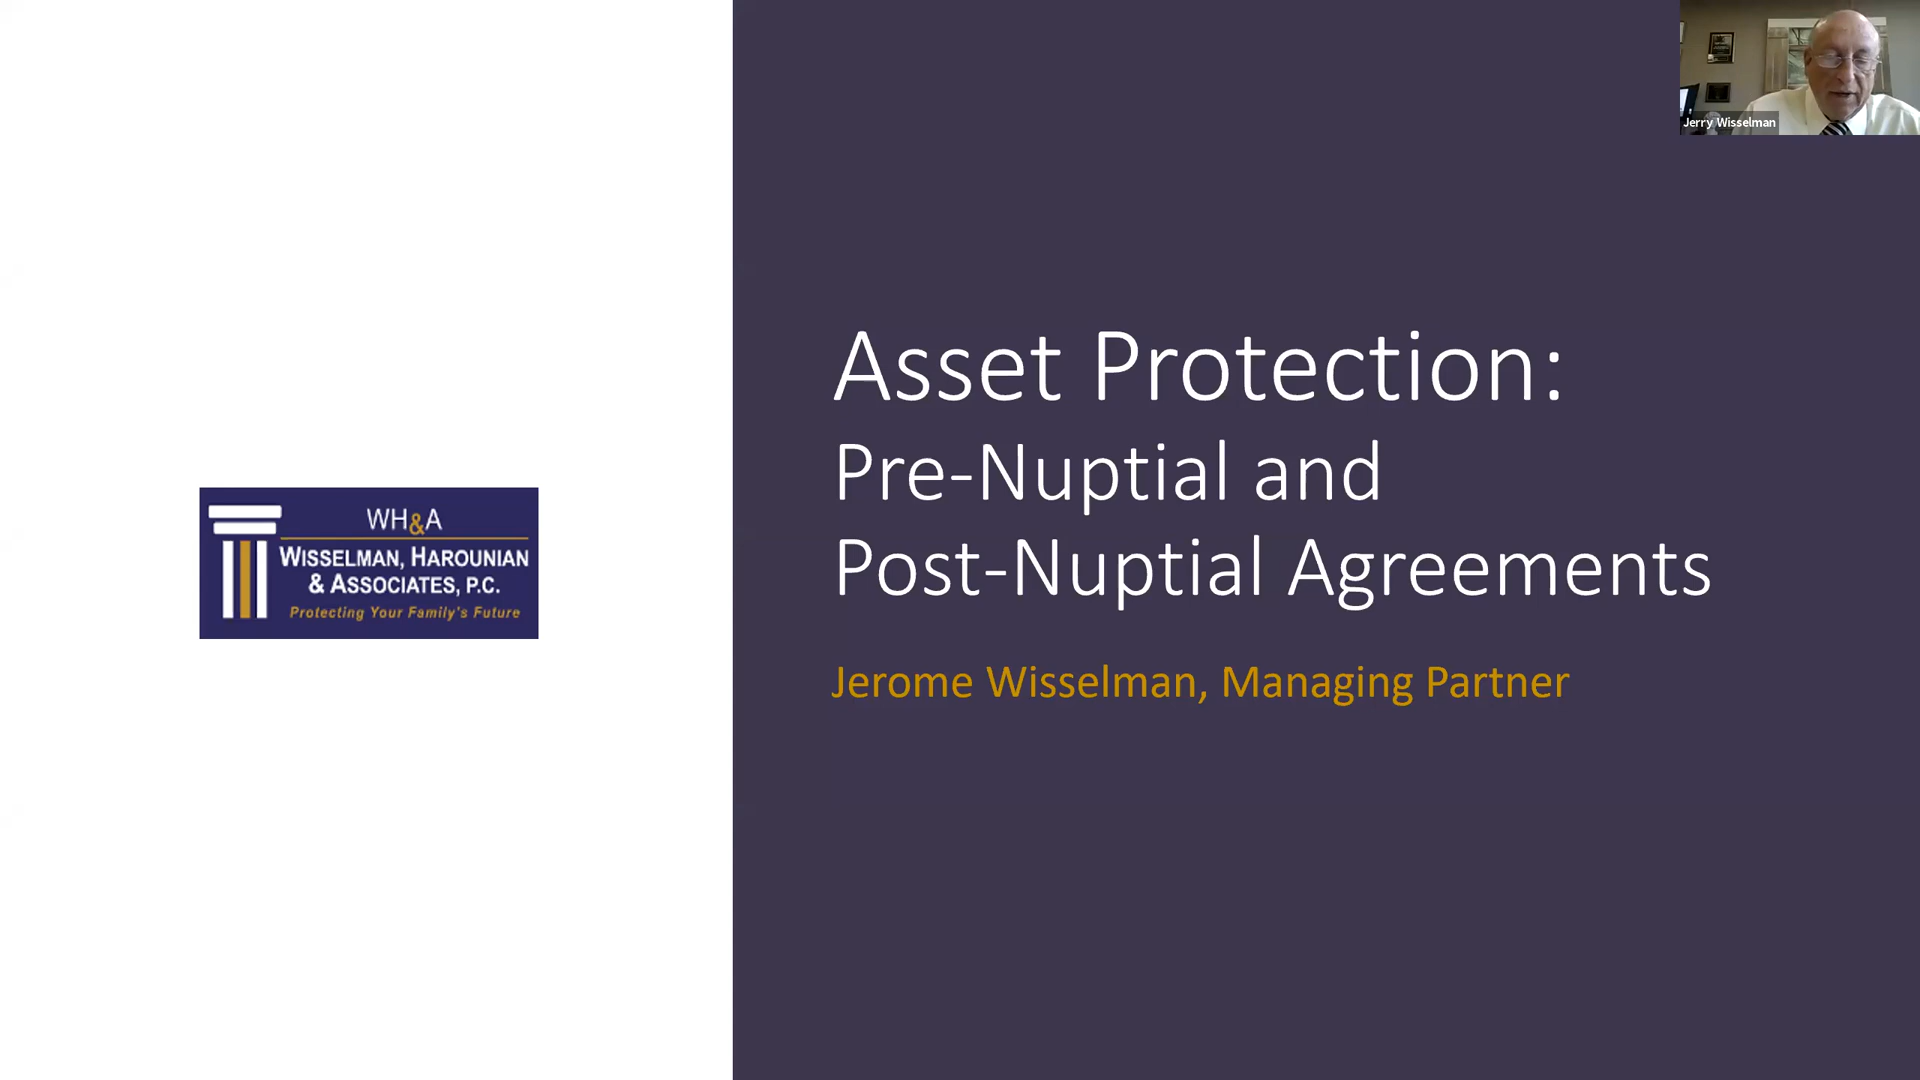 Jerry Wisselman
WH&A
WISSELMAN, HAROUNIAN
& ASSOCIATES, P.C.
Protecting Your Family's Future
Asset Protection:
Pre-Nuptial and
Post-Nuptial Agreements
Jerome Wisselman, Managing Partner